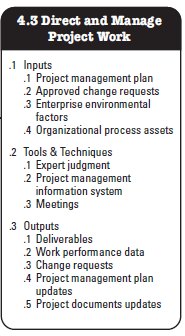 4.3 Direct and Manage
Project Work
.1 Inputs
.1 Project management plan
.2 Approved change requests
.3 Enterprise environmental
factors
.4 Organizational process assets
.2 Tools & Techniques
.1 Expert judgment
.2 Project management
information system
.3 Meetings
.3 Outputs
.1 Deliverables
.2 Work performance data
.3 Change requests
.4 Project management plan
updates
.5 Project documents updates